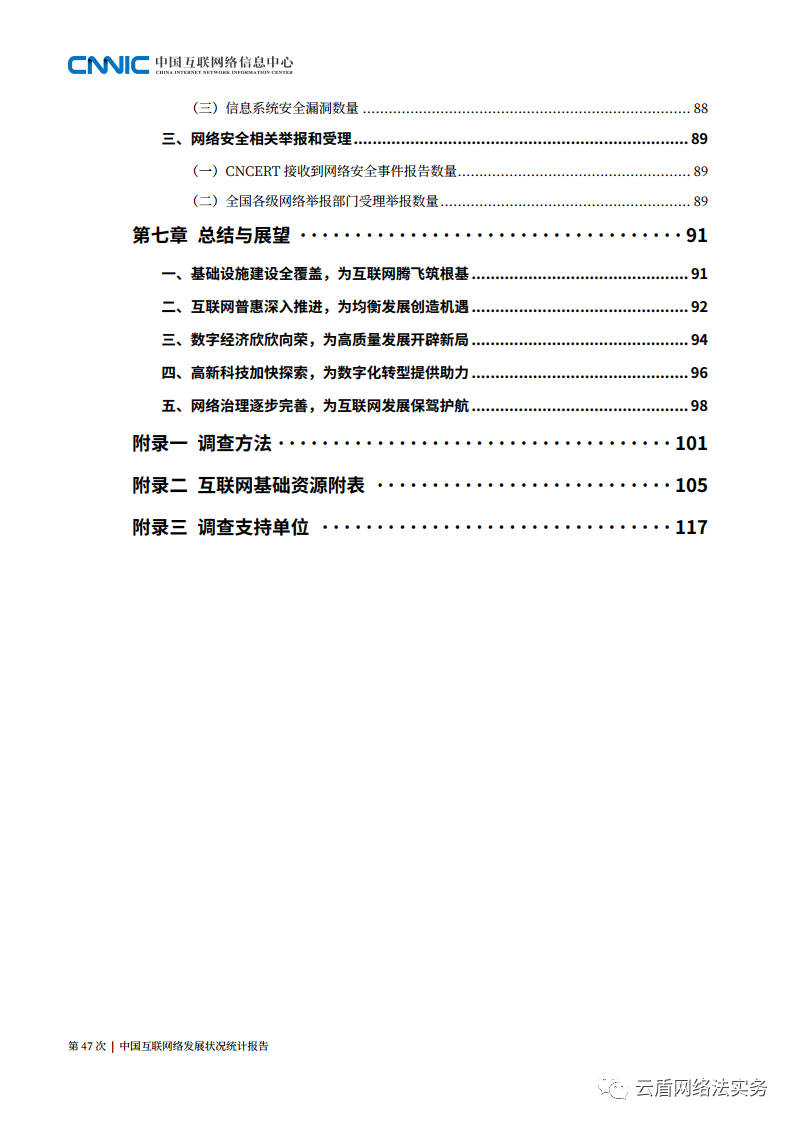 CNNIC 中国互联网络信息中心
CHINA INTERNET NETWORK INFORMATION CENTER
（三）信息系统安全漏洞数量 ............................................................................ 88
三、网络安全相关举报和受理....................................................................... 89
（一）CNCERT 接收到网络安全事件报告数量...................................................... 89
（二）全国各级网络举报部门受理举报数量.......................................................... 89
第七章 总结与展望 ··································· 91
一、基础设施建设全覆盖，为互联网腾飞筑根基.............................................. 91
二、互联网普惠深入推进，为均衡发展创造机遇.............................................. 92
三、数字经济欣欣向荣，为高质量发展开辟新局.............................................. 94
四、高新科技加快探索，为数字化转型提供助力.............................................. 96
五、网络治理逐步完善，为互联网发展保驾护航.............................................. 98
附录一 调查方法 ···································· 101
附录二 互联网基础资源附表 ··························· 105
附录三 调查支持单位 ································ 117
第 47 次 | 中国互联网络发展状况统计报告
云盾网络法实务